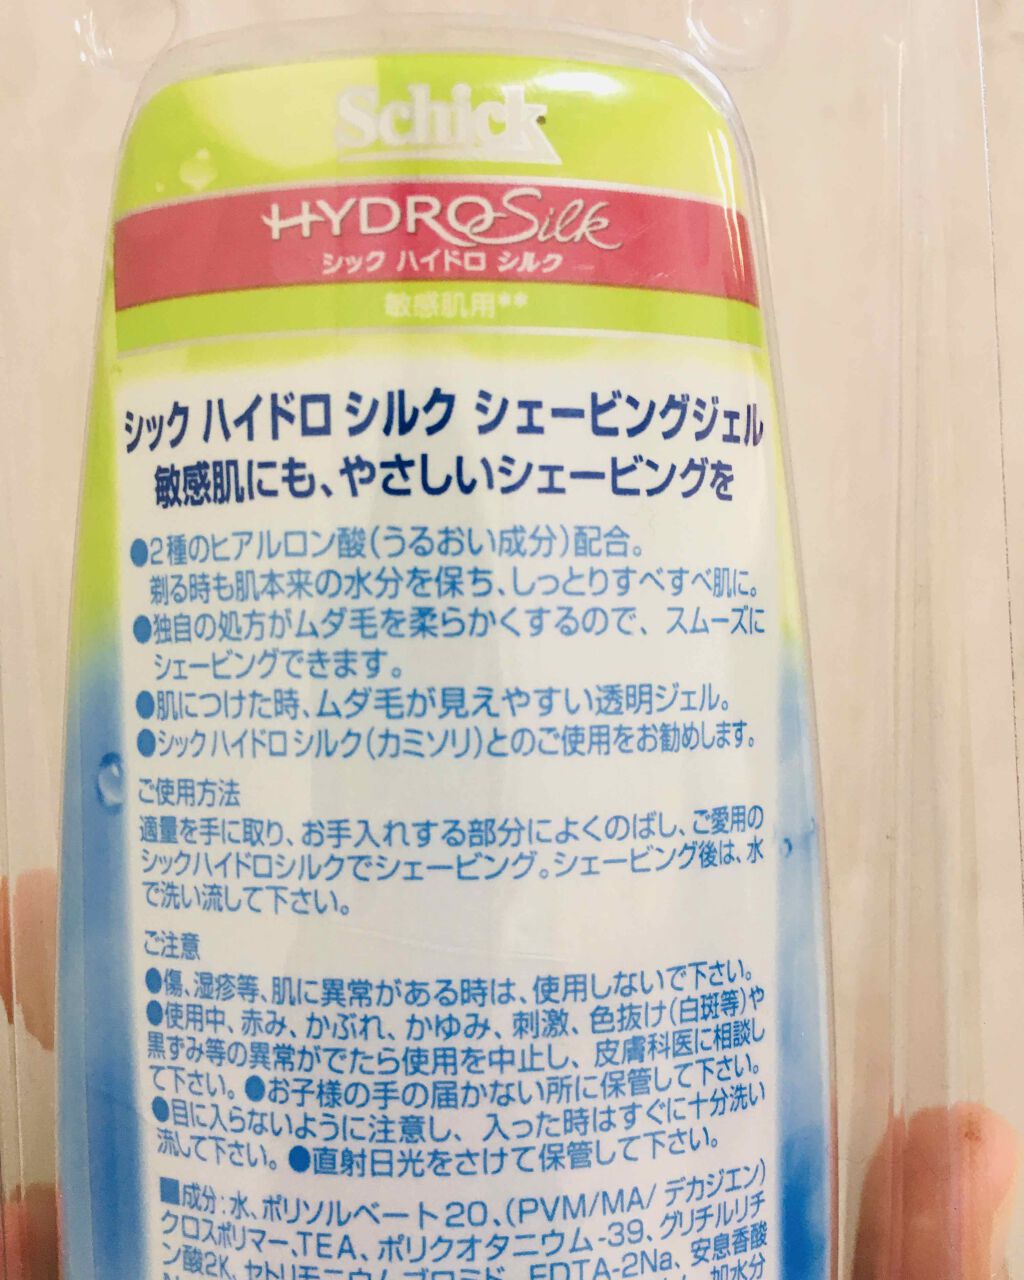 Schick
HYDRO Silk
シック ハイドロ シルク
敏感肌用**
シック ハイドロ シルク シェービングジェル
敏感肌にも、やさしいシェービングを
●2種のヒアルロン酸(うるおい成分)配合。
剃る時も肌本来の水分を保ち、しっとりすべすべ肌に。
●独自の処方がムダ毛を柔らかくするので、スムーズに
シェービングできます。
●肌につけた時、ムダ毛が見えやすい透明ジェル。
●シックハイドロシルク(カミソリ)とのご使用をお勧めします。
ご使用方法
適量を手に取り、お手入れする部分によくのばし、ご愛用の
シックハイドロシルクでシェービング。シェービング後は、水
で洗い流して下さい。
ご注意
●傷、湿疹等、肌に異常がある時は、使用しないで下さい。
●使用中、赤み、かぶれ、かゆみ、刺激、色抜け(白斑等)や
黒ずみ等の異常がでたら使用を中止し、皮膚科医に相談し
て下さい。●お子様の手の届かない所に保管して下さい。
●目に入らないように注意し、入った時はすぐに十分洗い
流して下さい。●直射日光をさけて保管して下さい。
■成分:水、ポリソルベート20、(PVM/MA/デカジエン)
クロスポリマー、TEA、ポリクオタニウム-39、グリチルリチ
ン酸2K、セトリモニウムブロミド、EDTA-2Na、安息香酸
加水分